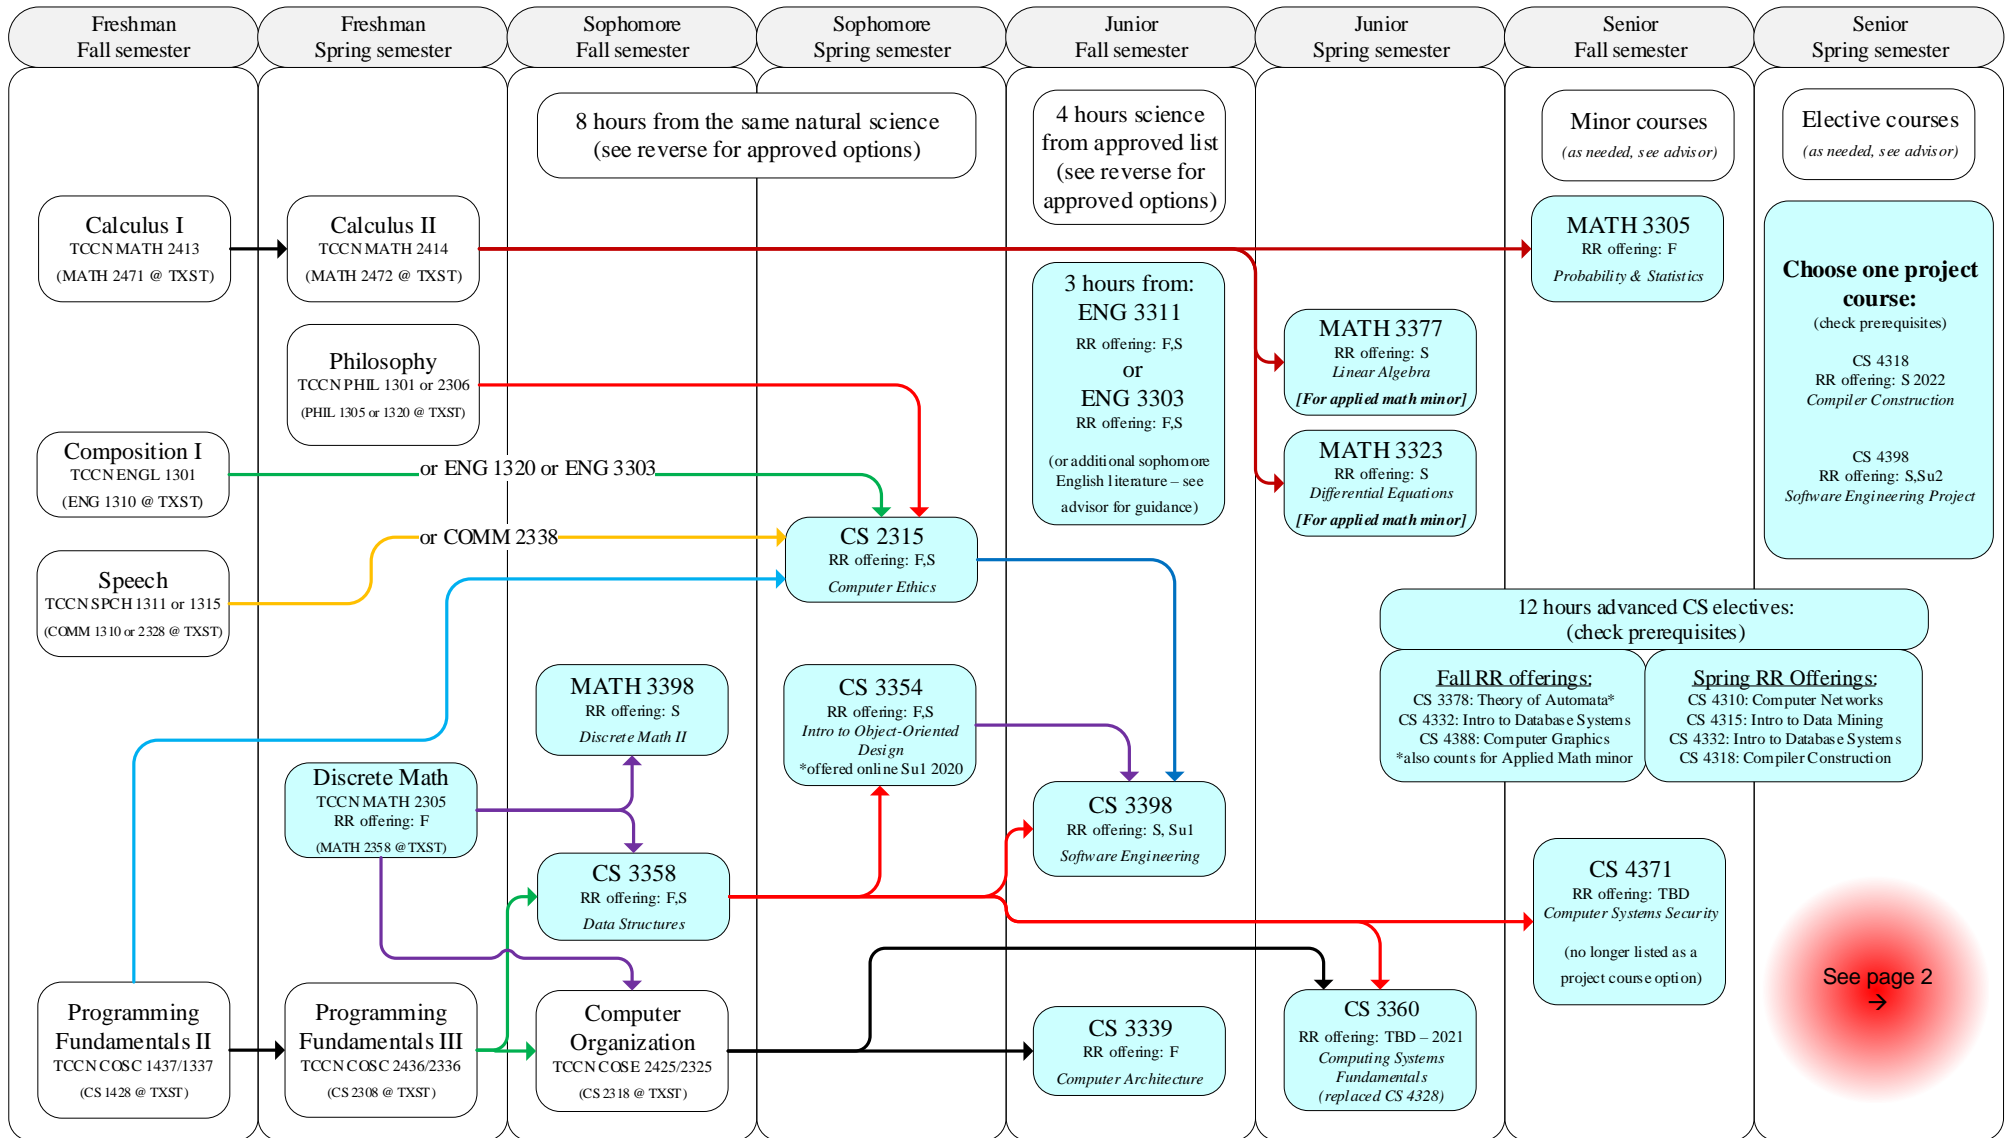 Freshman
Fall semester
Freshman
Spring semester
Sophomore
Fall semester
Sophomore
Spring semester
Junior
Fall semester
Junior
Spring semester
Senior
Fall semester
Senior
Spring semester
8 hours from the same natural science
(see reverse for approved options)
4 hours science
from approved list
(see reverse for
approved options)
Minor courses
(as needed, see advisor)
Elective courses
(as needed, see advisor)
Calculus I
TCCN MATH 2413
(MATH 2471 @ TXST)
Calculus II
TCCN MATH 2414
(MATH 2472 @ TXST)
MATH 3305
RR offering: F
Probability & Statistics
Choose one project
course:
(check prerequisites)
CS 4318
RR offering: S 2022
Compiler Construction
CS 4398
RR offering: S,Su2
Software Engineering Project
3 hours from:
ENG 3311
RR offering: F,S
or
ENG 3303
RR offering: F,S
(or additional sophomore
English literature – see
advisor for guidance)
MATH 3377
RR offering: S
Linear Algebra
[For applied math minor]
Philosophy
TCCN PHIL 1301 or 2306
(PHIL 1305 or 1320 @ TXST)
MATH 3323
RR offering: S
Differential Equations
[For applied math minor]
Composition I
TCCN ENGL 1301
(ENG 1310 @ TXST)
or ENG 1320 or ENG 3303
or COMM 2338
CS 2315
RR offering: F,S
Computer Ethics
Speech
TCCN SPCH 1311 or 1315
(COMM 1310 or 2328 @ TXST)
12 hours advanced CS electives:
(check prerequisites)
Fall RR offerings:
CS 3378: Theory of Automata*
CS 4332: Intro to Database Systems
CS 4388: Computer Graphics
*also counts for Applied Math minor
Spring RR Offerings:
CS 4310: Computer Networks
CS 4315: Intro to Data Mining
CS 4332: Intro to Database Systems
CS 4318: Compiler Construction
MATH 3398
RR offering: S
Discrete Math II
CS 3354
RR offering: F,S
Intro to Object-Oriented
Design
*offered online Su1 2020
Discrete Math
TCCN MATH 2305
RR offering: F
(MATH 2358 @TXST)
CS 3398
RR offering: S, Su1
Software Engineering
CS 3358
RR offering: F,S
Data Structures
CS 4371
RR offering: TBD
Computer Systems Security
(no longer listed as a
project course option)
See page 2
→
Programming
Fundamentals II
TCCN COSC 1437/1337
(CS 1428 @ TXST)
Programming
Fundamentals III
TCCN COSC 2436/2336
(CS 2308 @ TXST)
Computer
Organization
TCCN COSE 2425/2325
(CS 2318 @ TXST)
CS 3339
RR offering: F
Computer Architecture
CS 3360
RR offering: TBD – 2021
Computing Systems
Fundamentals
(replaced CS 4328)